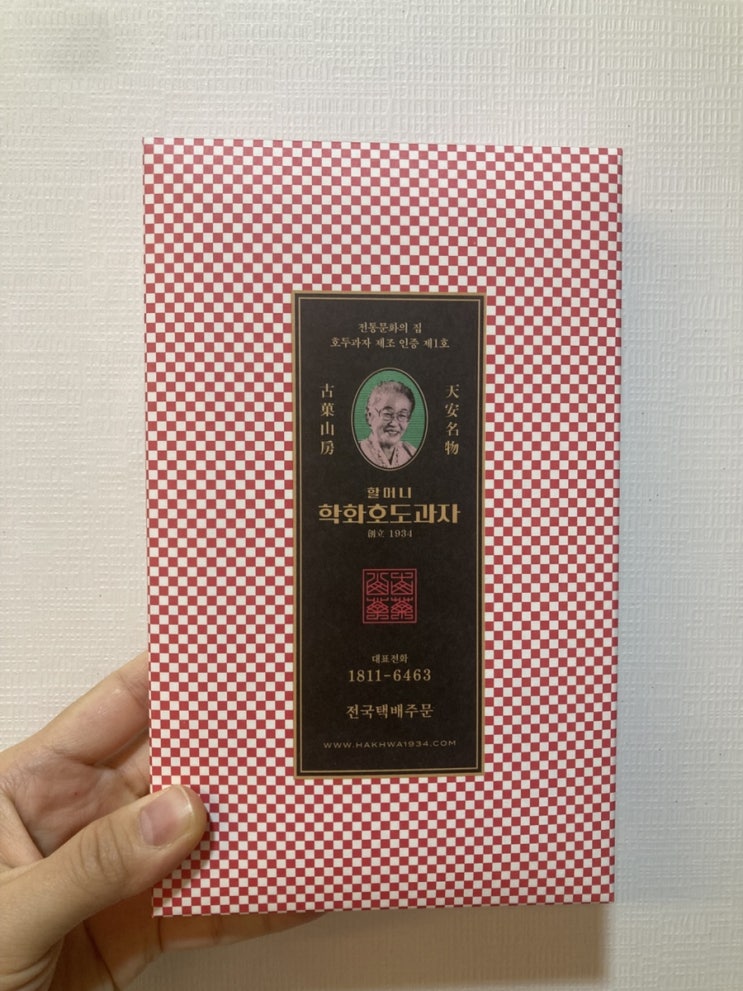 전통문화의 집
호두과자 제조 인증 제1호
古菓山房
天安名物
할머니
학화호도과자
創立 1934
대표전화
1811-6463
전국택배주문
WWW.HAKHWA1934.COM